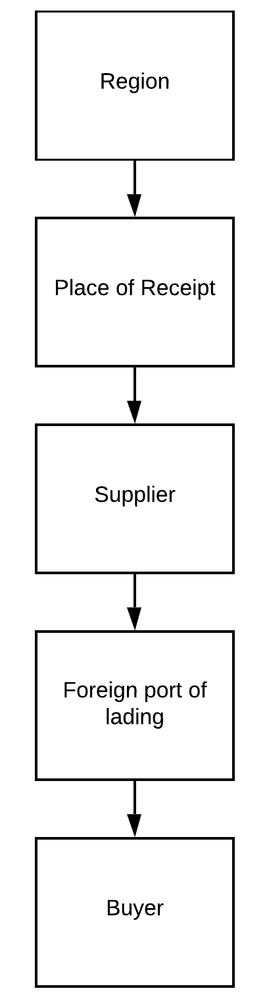 Region
Place of Receipt
Supplier
Foreign port of
lading
Buyer